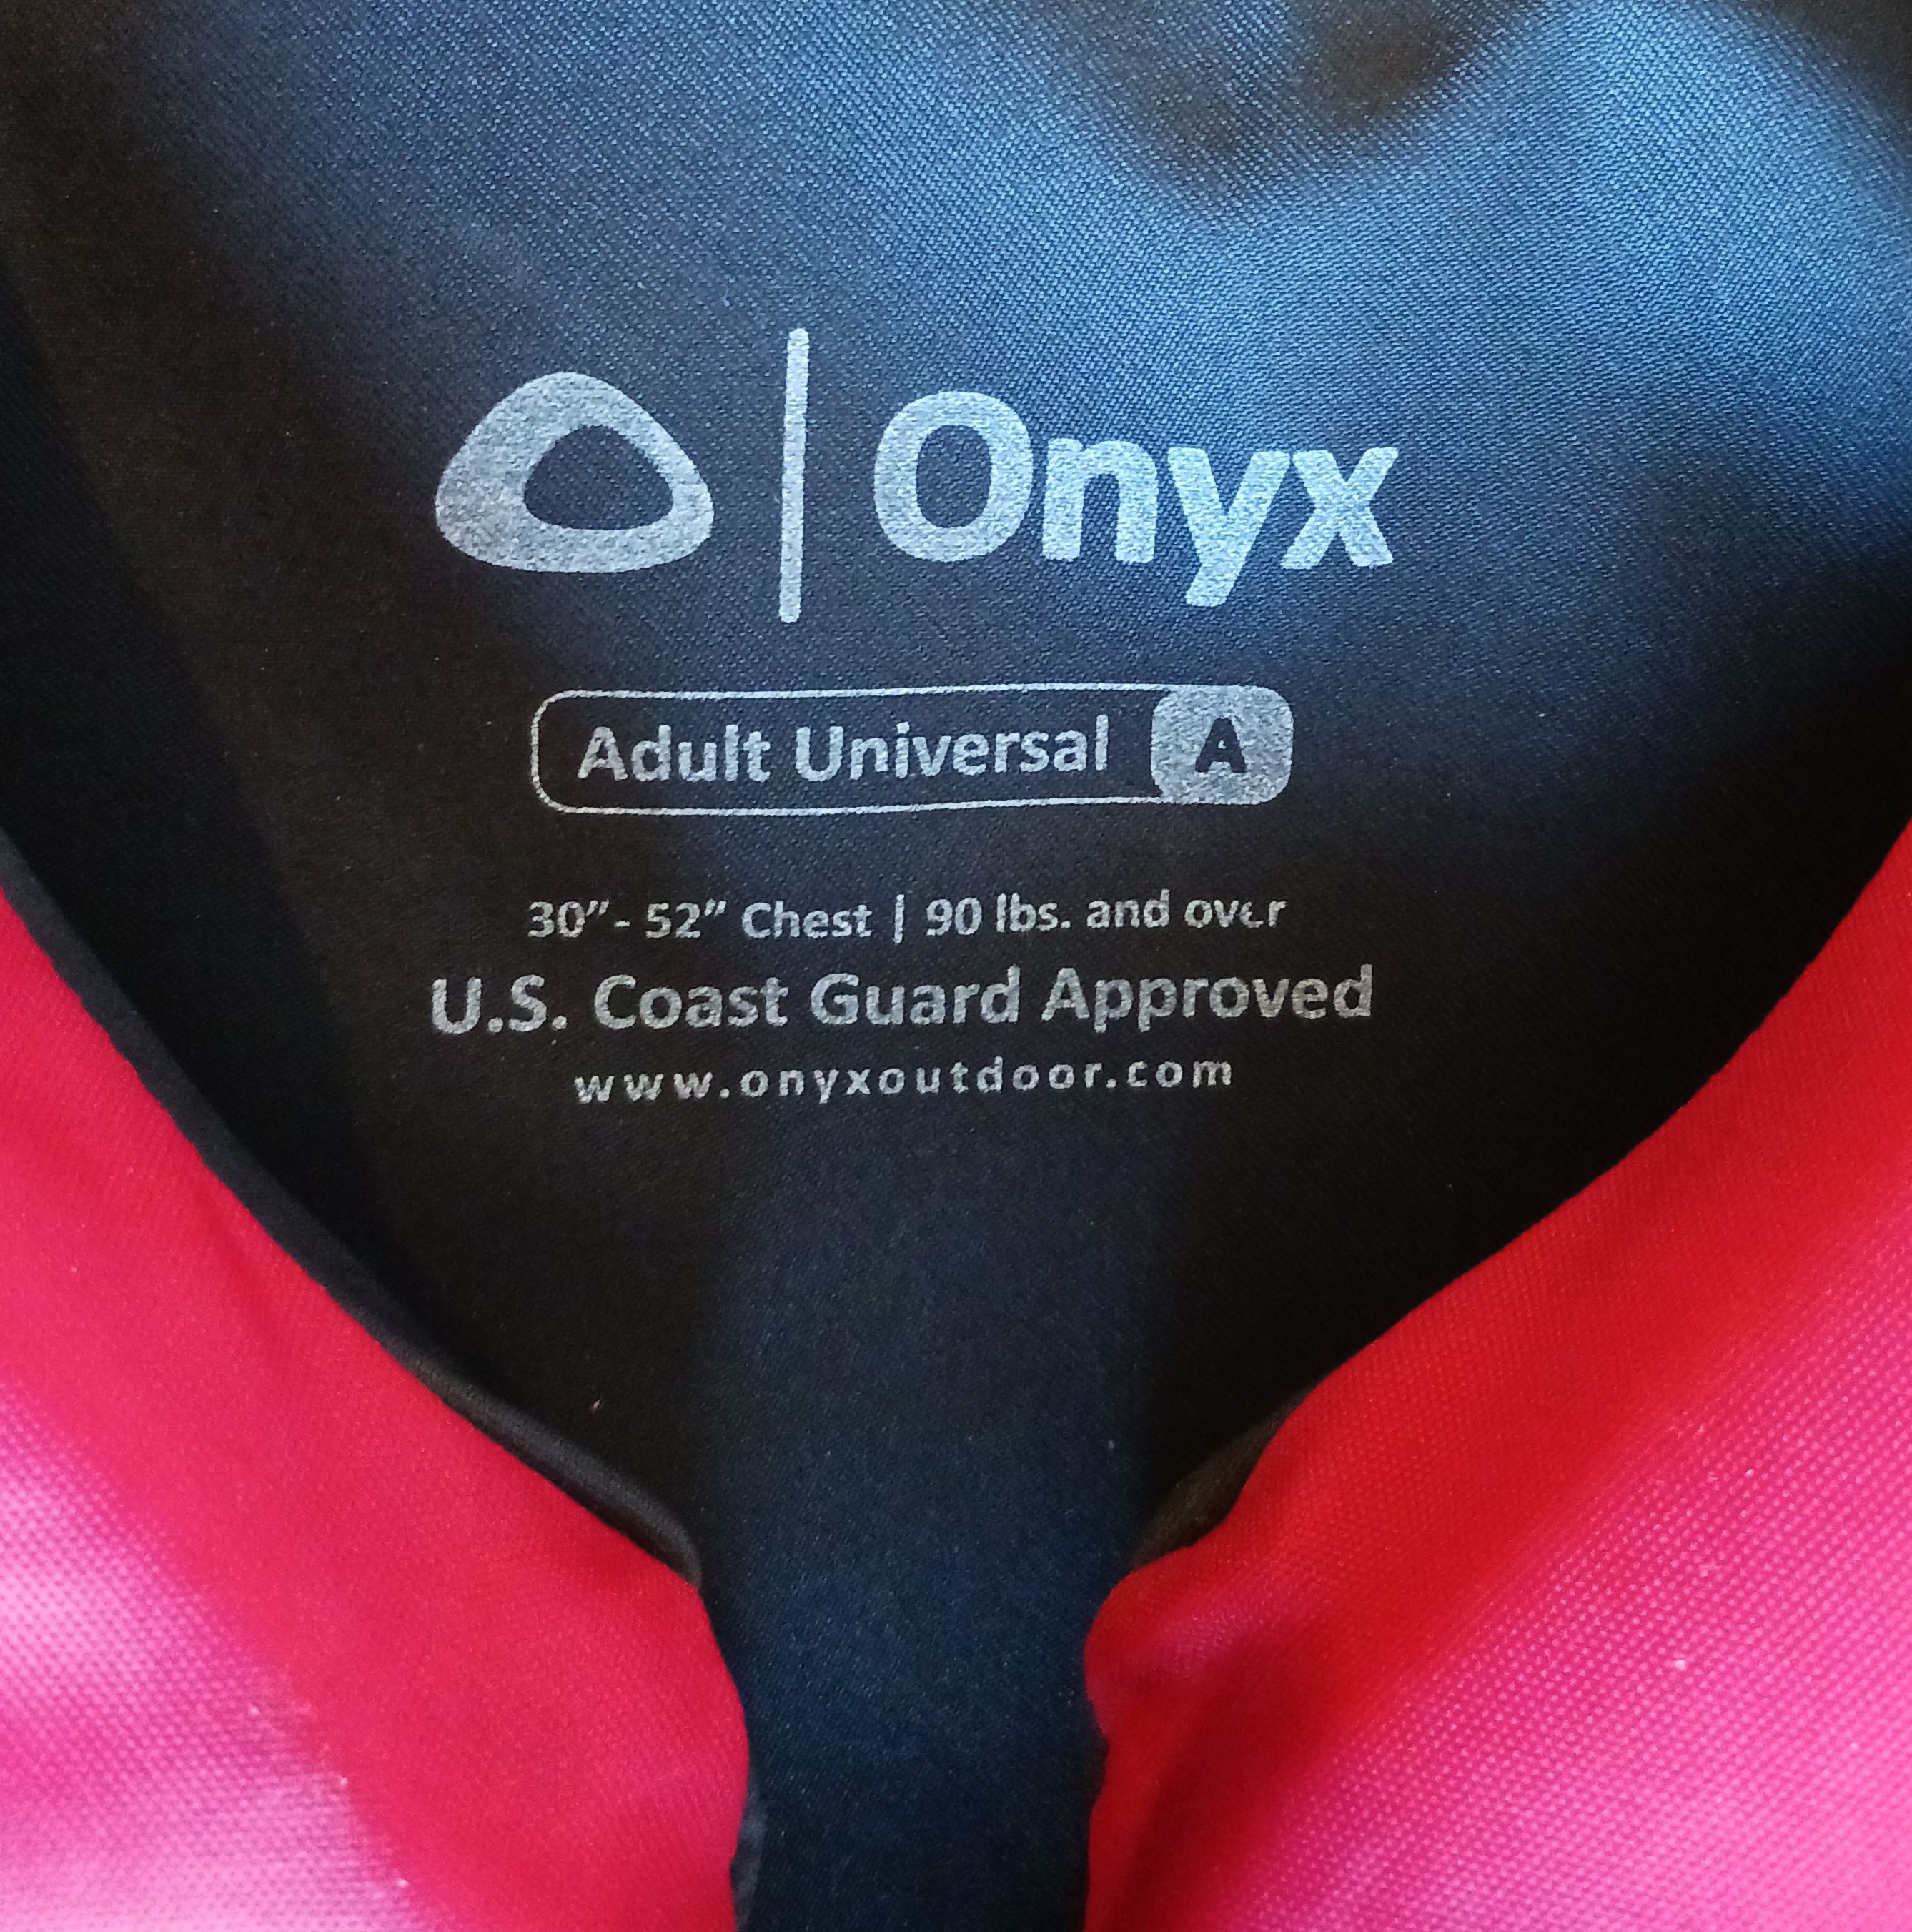 Onyx
Adult Universal A
30"- 52" Chest | 90 lbs. and over
U.S. Coast Guard Approved
www.onyxoutdoor.com